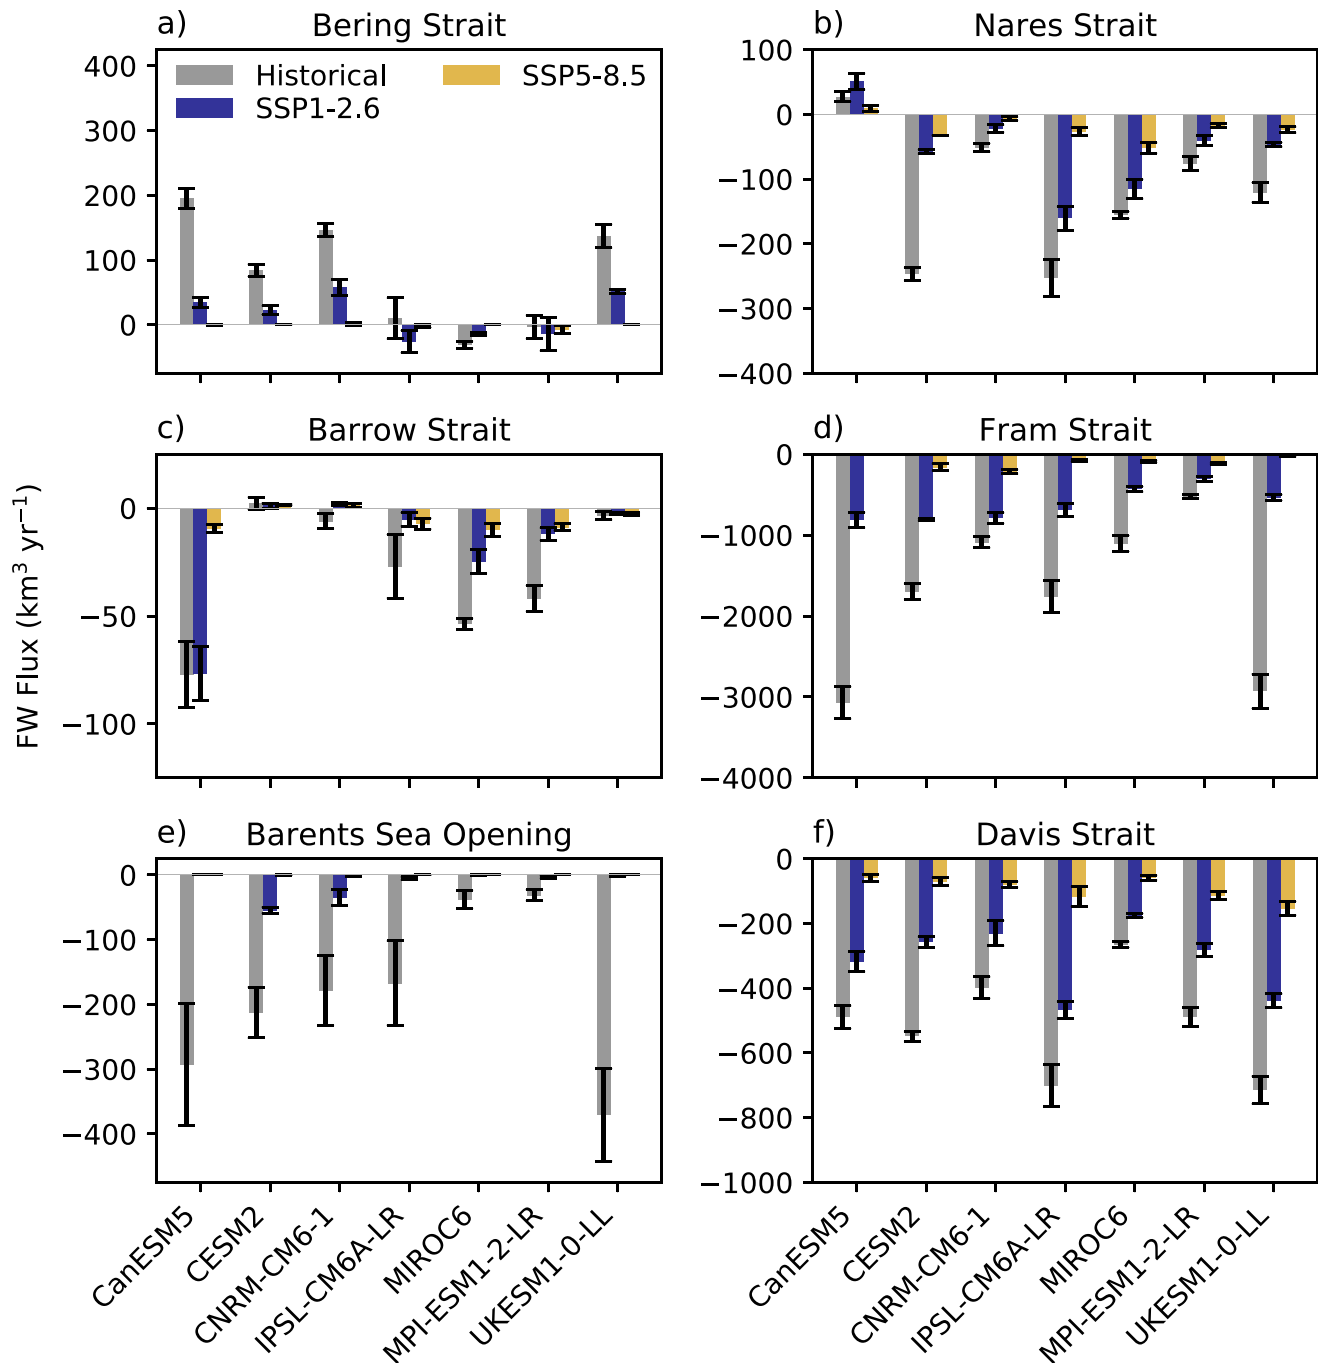 a) Bering Strait
400
300
200
100
0
Historical
SSP1-2.6
SSP5-8.5
b) Nares Strait
100
0
−100
−200
−300
−400
c) Barrow Strait
0
−50
−100
d) Fram Strait
0
−1000
−2000
−3000
−4000
FW Flux (km³ yr⁻¹)
e) Barents Sea Opening
0
−100
−200
−300
−400
CanESM5
CESM2
CNRM-CM6-1
IPSL-CM6A-LR
MIROC6
MPI-ESM1-2-LR
UKESM1-0-LL
f) Davis Strait
0
−200
−400
−600
−800
−1000
CanESM5
CESM2
CNRM-CM6-1
IPSL-CM6A-LR
MIROC6
MPI-ESM1-2-LR
UKESM1-0-LL